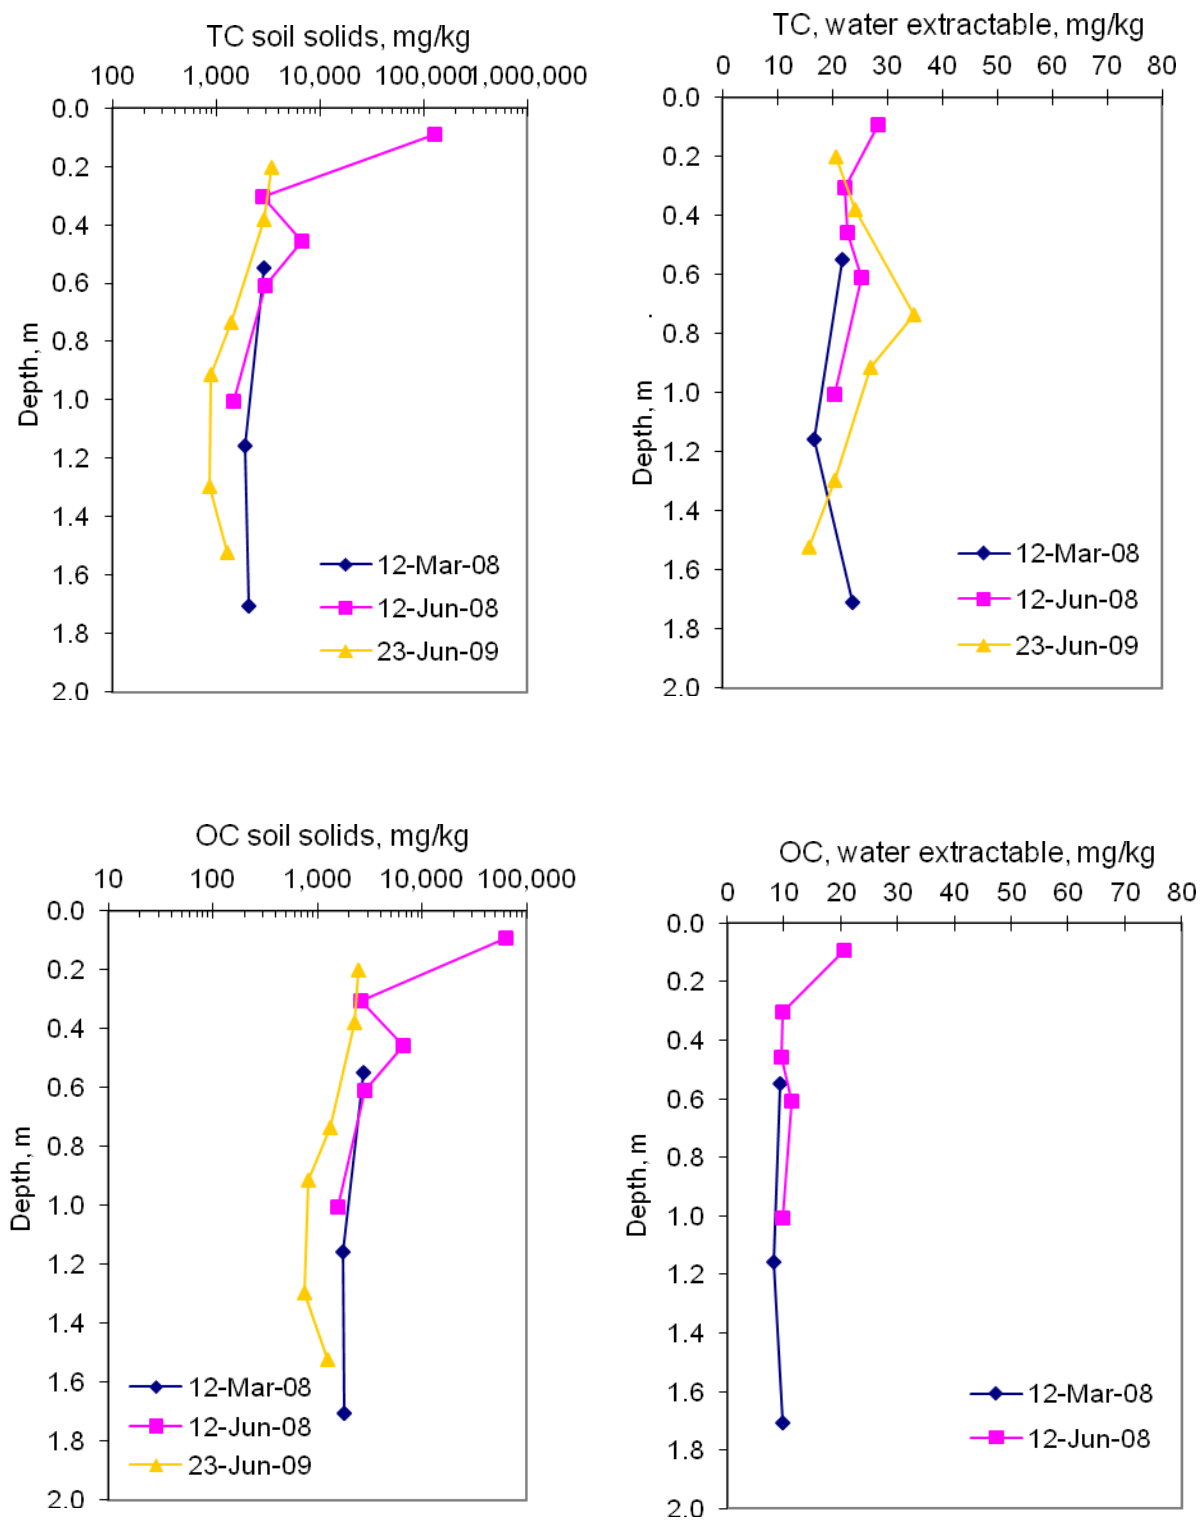 TC soil solids, mg/kg
100 1,000 10,000 100,000 1,000,000
0.0
0.2
0.4
0.6
0.8
1.0
1.2
1.4
1.6
1.8
2.0
Depth, m
12-Mar-08
12-Jun-08
23-Jun-09
TC, water extractable, mg/kg
0 10 20 30 40 50 60 70 80
0.0
0.2
0.4
0.6
0.8
1.0
1.2
1.4
1.6
1.8
2.0
Depth, m
12-Mar-08
12-Jun-08
23-Jun-09
OC soil solids, mg/kg
10 100 1,000 10,000 100,000
0.0
0.2
0.4
0.6
0.8
1.0
1.2
1.4
1.6
1.8
2.0
Depth, m
12-Mar-08
12-Jun-08
23-Jun-09
OC, water extractable, mg/kg
0 10 20 30 40 50 60 70 80
0.0
0.2
0.4
0.6
0.8
1.0
1.2
1.4
1.6
1.8
2.0
Depth, m
12-Mar-08
12-Jun-08